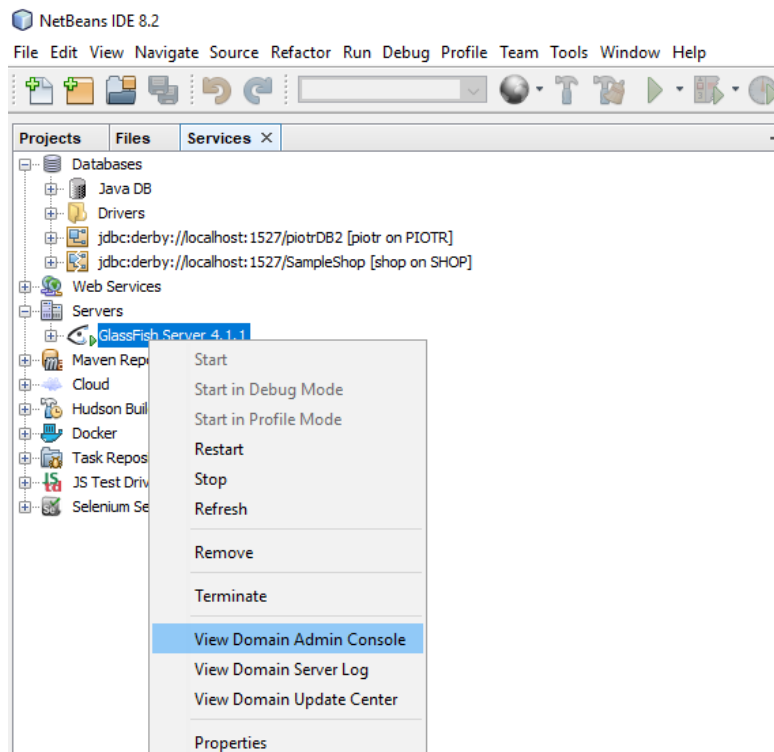 NetBeans IDE 8.2
File Edit View Navigate Source Refactor Run Debug Profile Team Tools Window Help
Projects Files Services
Databases
Java DB
Drivers
jdbc:derby://localhost:1527/piotrDB2 [piotr on PIOTR]
jdbc:derby://localhost:1527/SampleShop [shop on SHOP]
Web Services
Servers
GlassFish Server 4.1.1
Maven Repo
Start
Cloud
Start in Debug Mode
Hudson Buil
Start in Profile Mode
Docker
Restart
Task Repos
Stop
JS Test Driv
Selenium Se
Refresh
Remove
Terminate
View Domain Admin Console
View Domain Server Log
View Domain Update Center
Properties